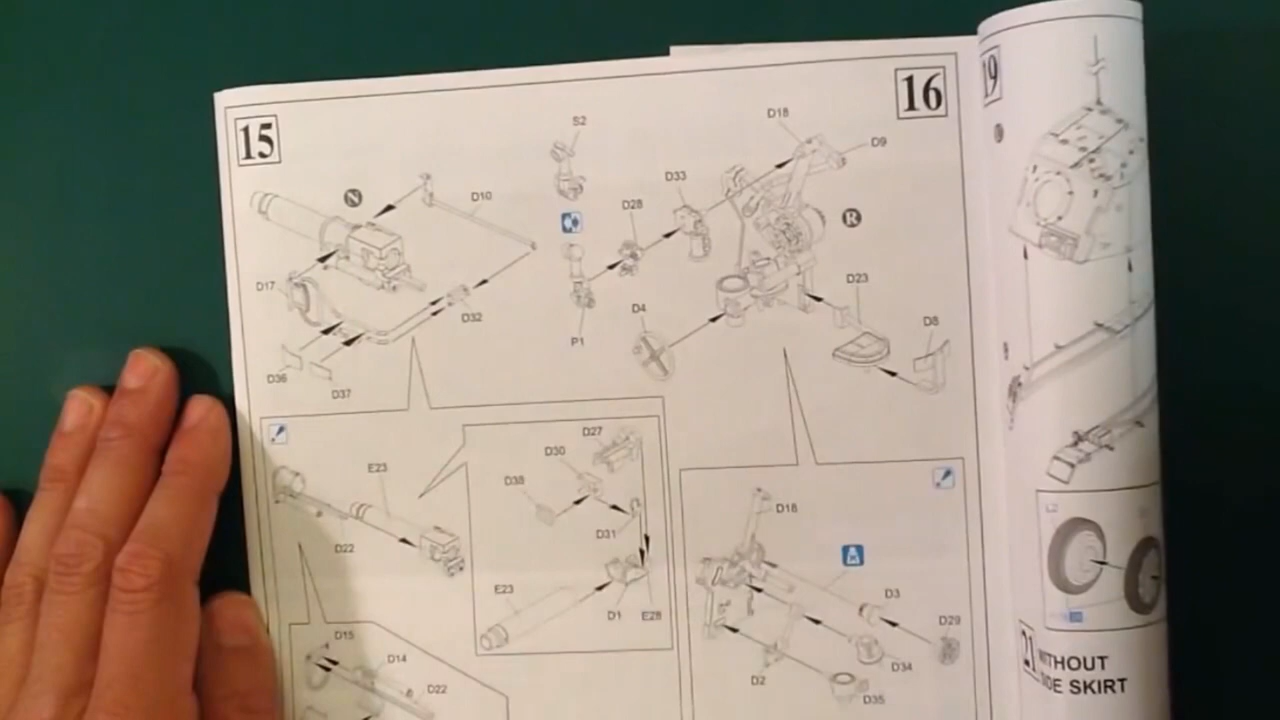 15
16
19
S2
D18
D9
D33
N
D10
D28
R
D17
D23
D32
D4
D8
P1
D36
D37
D27
D30
E23
D38
D18
D22
D31
E23
D1
E28
D3
D29
D15
D14
D34
D22
D2
D35
21
WITHOUT
SKIRT